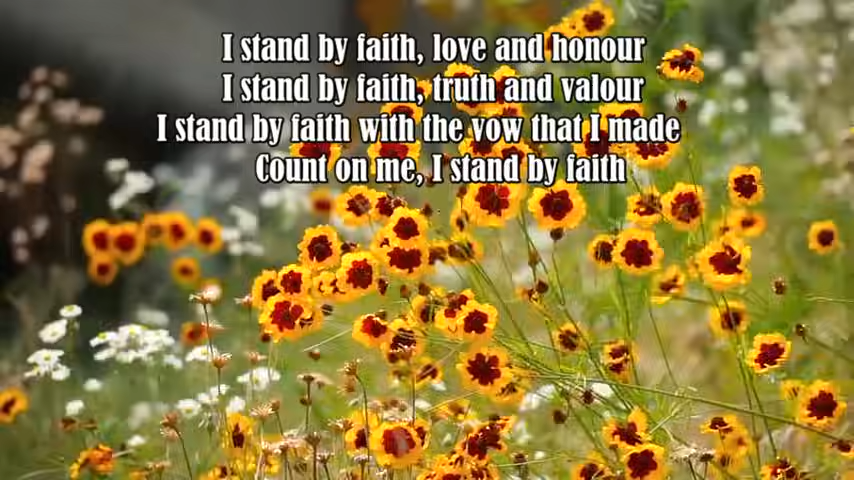 I stand by faith, love and honour
I stand by faith, truth and valour
I stand by faith with the vow that I made
Count on me, I stand by faith